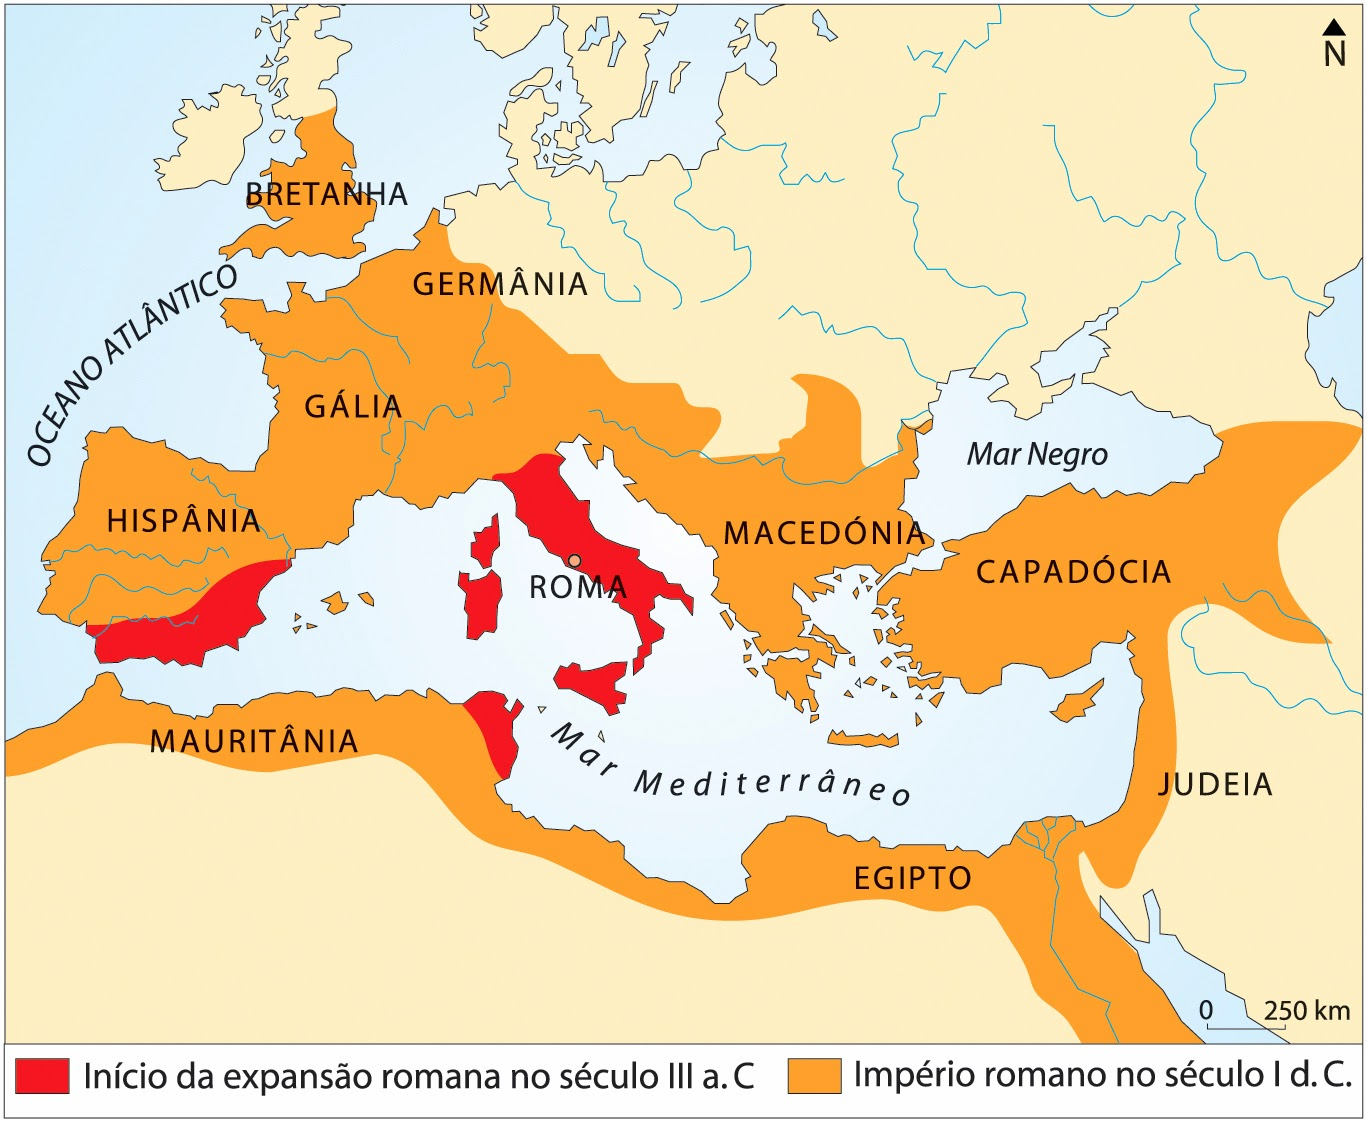 N
BRETANHA
OCEANO ATLÂNTICO
GERMÂNIA
GÁLIA
Mar Negro
HISPÂNIA
MACEDÓNIA
CAPADÓCIA
ROMA
MAURITÂNIA
Mar Mediterrâneo
JUDEIA
EGIPTO
0 250 km
Início da expansão romana no século III a. C
Império romano no século I d. C.